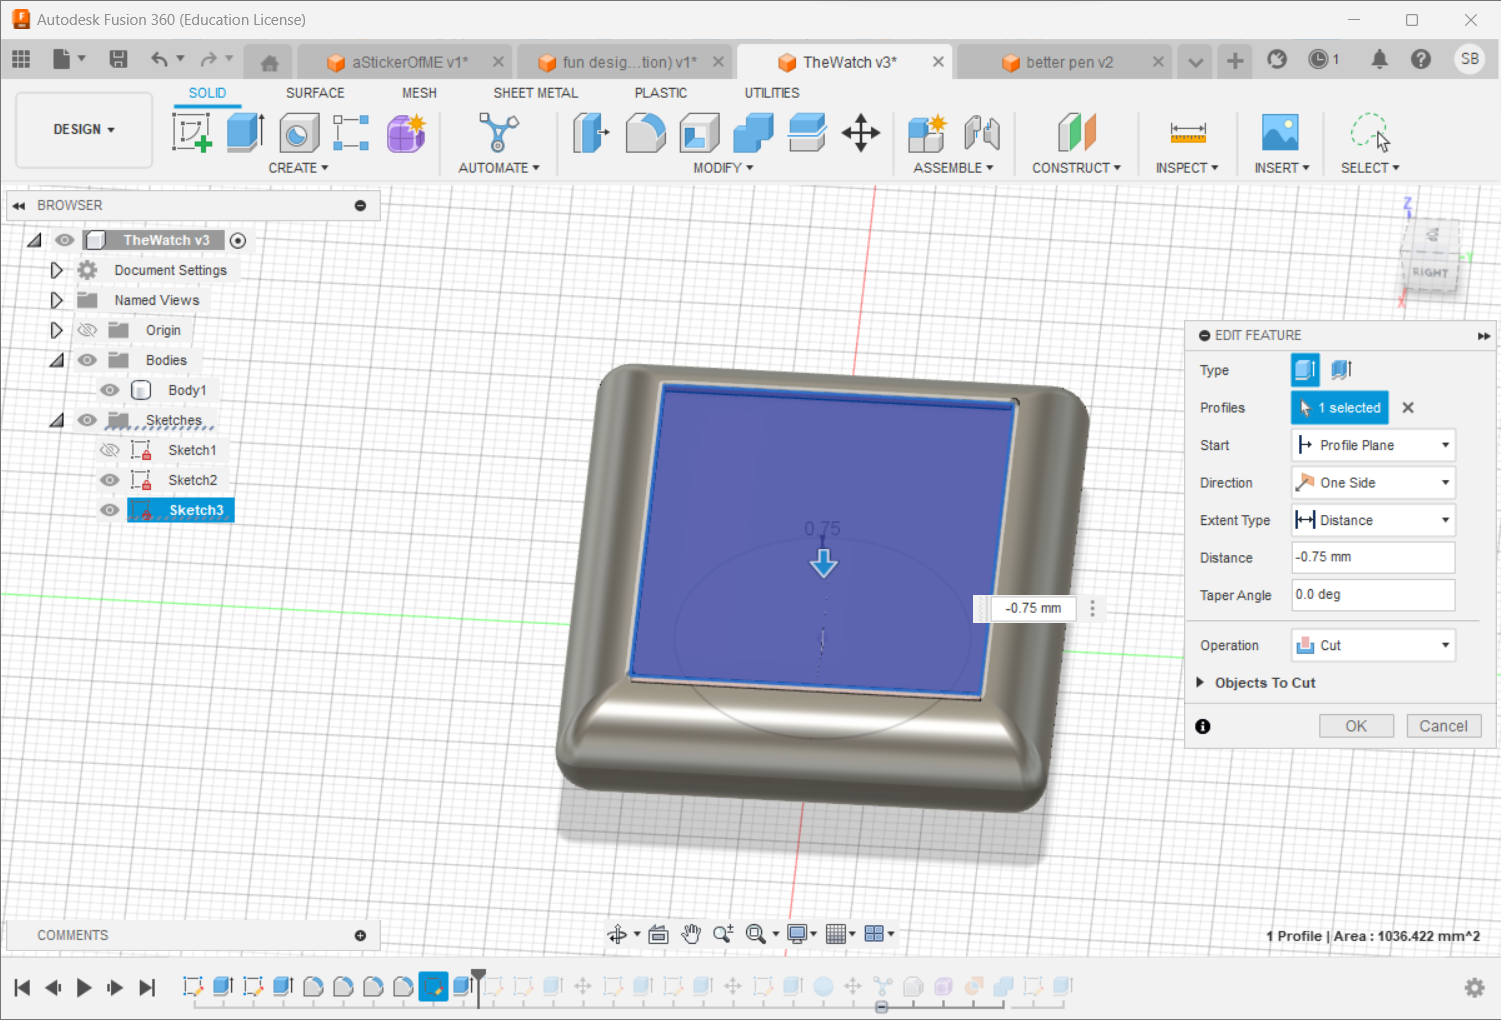 Autodesk Fusion 360 (Education License)
aStickerOfME v1*
fun desig...tion) v1*
TheWatch v3*
better pen v2
1
SB
SOLID
SURFACE
MESH
SHEET METAL
PLASTIC
UTILITIES
DESIGN
CREATE
AUTOMATE
MODIFY
ASSEMBLE
CONSTRUCT
INSPECT
INSERT
SELECT
BROWSER
TheWatch v3
Document Settings
Named Views
Origin
Bodies
Body1
Sketches
Sketch1
Sketch2
Sketch3
Z
RIGHT
Y
X
0.75
-0.75 mm
EDIT FEATURE
Type
Profiles
1 selected
Start
Profile Plane
Direction
One Side
Extent Type
Distance
Distance
-0.75 mm
Taper Angle
0.0 deg
Operation
Cut
Objects To Cut
OK
Cancel
COMMENTS
1 Profile | Area : 1036.422 mm^2